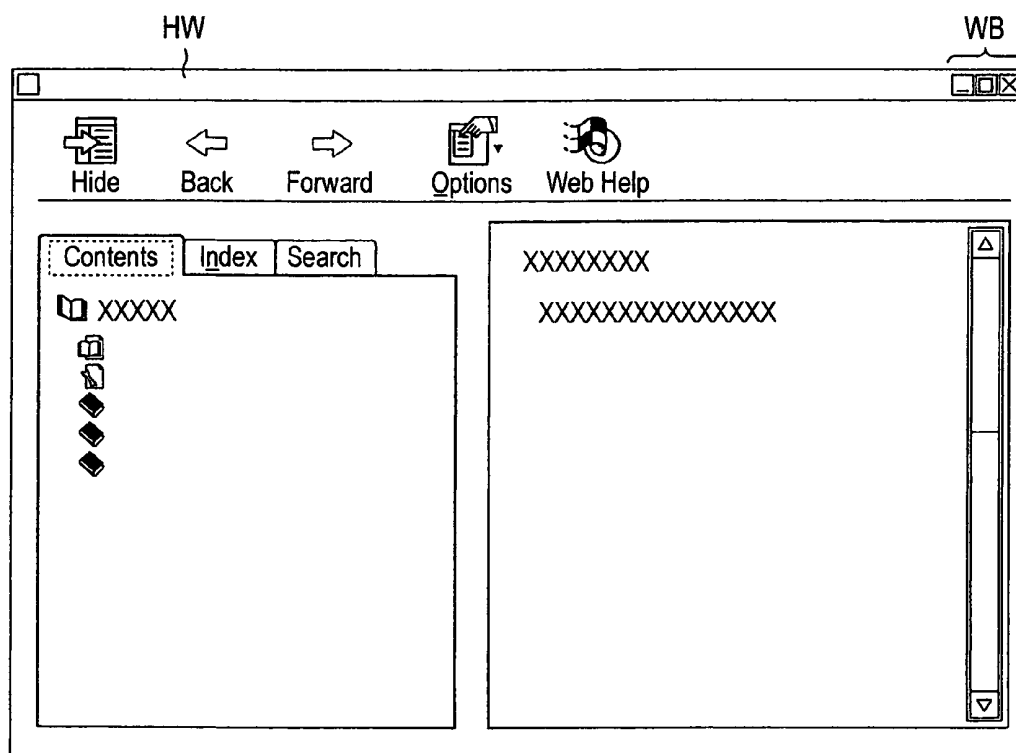 HW WB
Hide Back Forward Options Web Help
Contents Index Search
XXXXX
XXXXXXXX
XXXXXXXXXXXXXXX